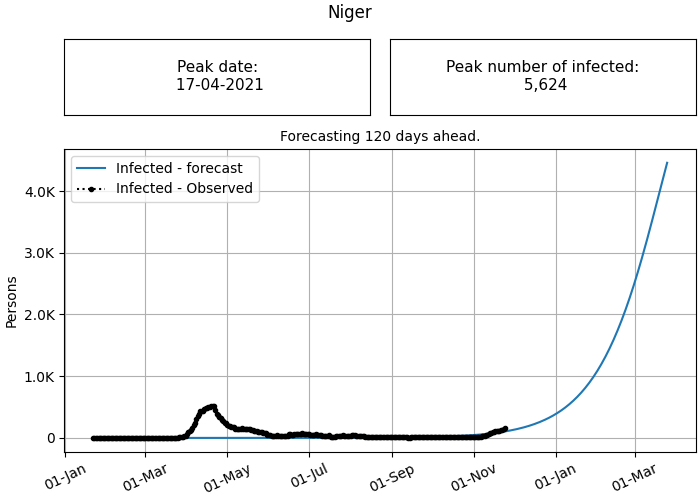 Niger
Peak date:
17-04-2021
Peak number of infected:
5,624
Forecasting 120 days ahead.
Infected - forecast
Infected - Observed
4.0K
3.0K
2.0K
1.0K
0
Persons
01-Jan
01-Mar
01-May
01-Jul
01-Sep
01-Nov
01-Jan
01-Mar